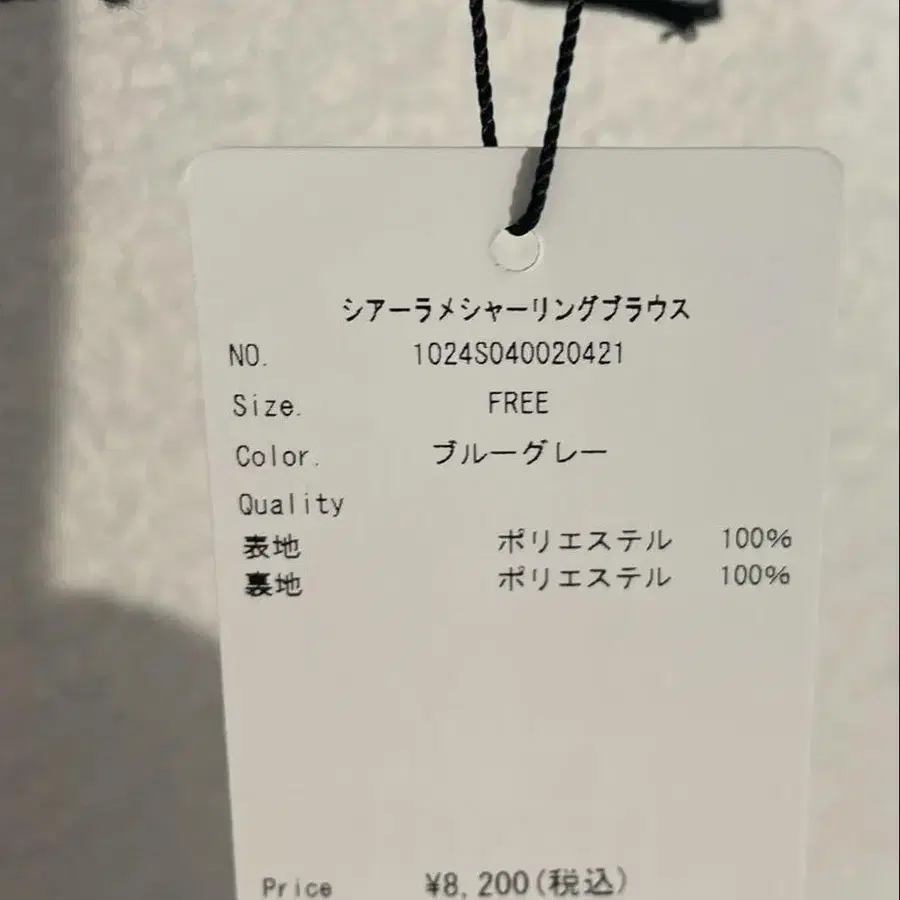 シアーラメシャーリングブラウス
NO. 1024S040020421
Size. FREE
Color. ブルーグレー
Quality
表地 ポリエステル 100%
裏地 ポリエステル 100%
Price ¥8,200(税込)